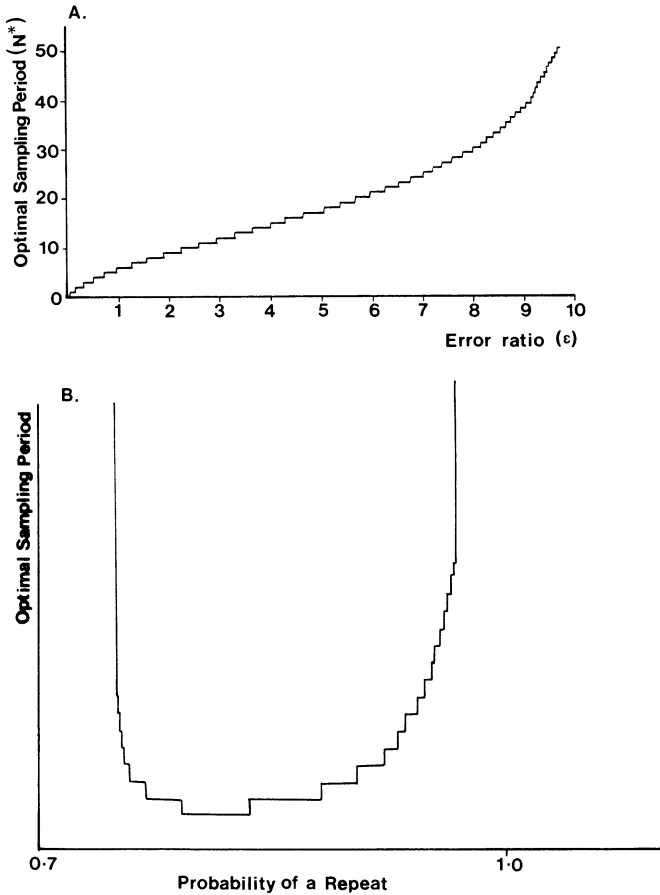 A.
Optimal Sampling Period (N*)
50
40
30
20
10
0
1 2 3 4 5 6 7 8 9 10
Error ratio (ε)
B.
Optimal Sampling Period
0·7 1·0
Probability of a Repeat